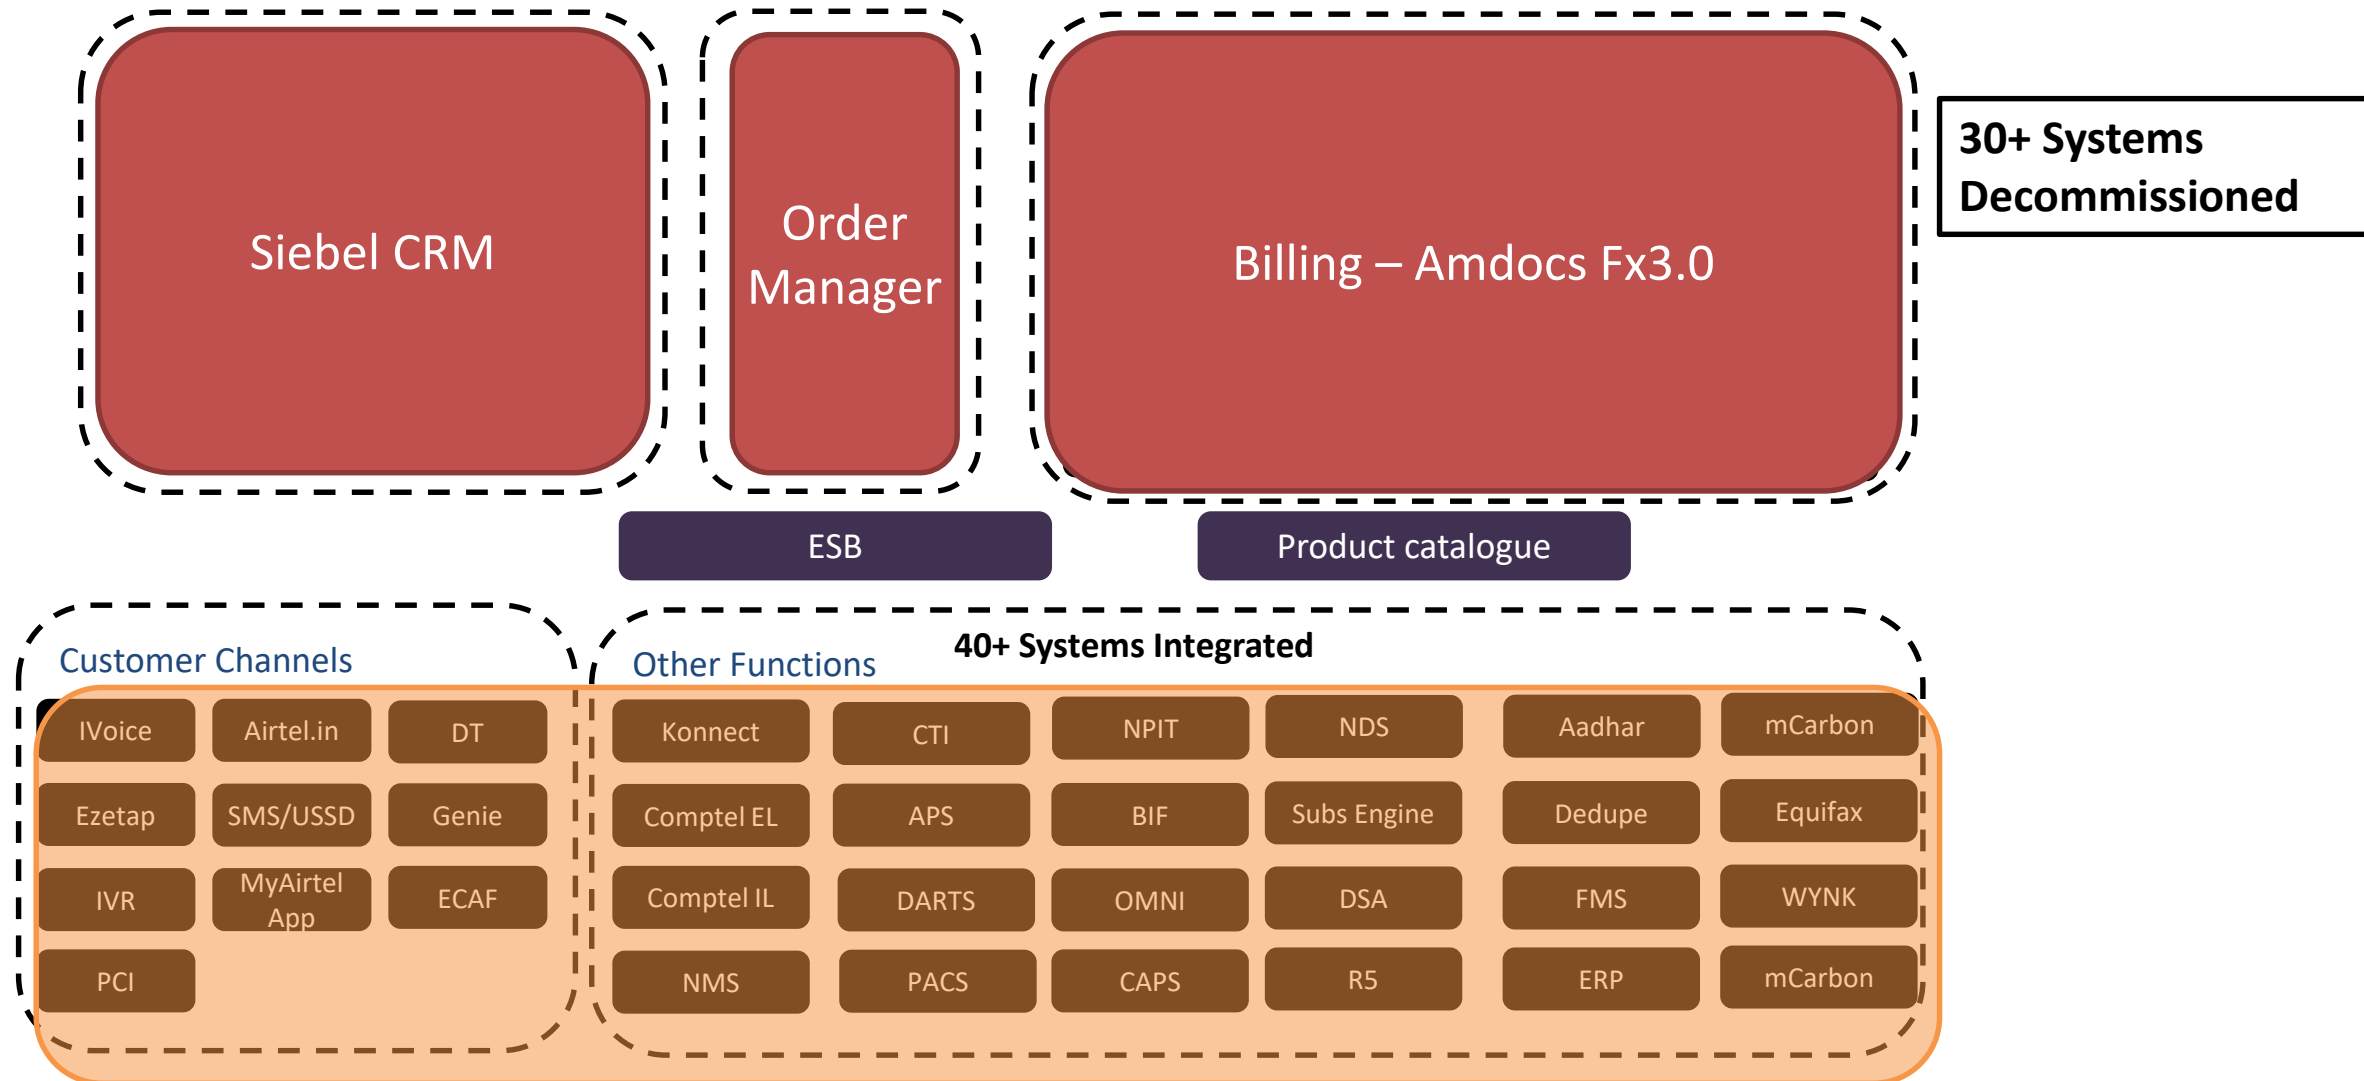 Siebel CRM
Order
Manager
Billing – Amdocs Fx3.0
30+ Systems
Decommissioned
ESB
Product catalogue
Customer Channels
Other Functions
40+ Systems Integrated
IVoice
Airtel.in
DT
Ezetap
SMS/USSD
Genie
IVR
MyAirtel
App
ECAF
PCI
Konnect
CTI
NPIT
NDS
Aadhar
mCarbon
Comptel EL
APS
BIF
Subs Engine
Dedupe
Equifax
Comptel IL
DARTS
OMNI
DSA
FMS
WYNK
NMS
PACS
CAPS
R5
ERP
mCarbon